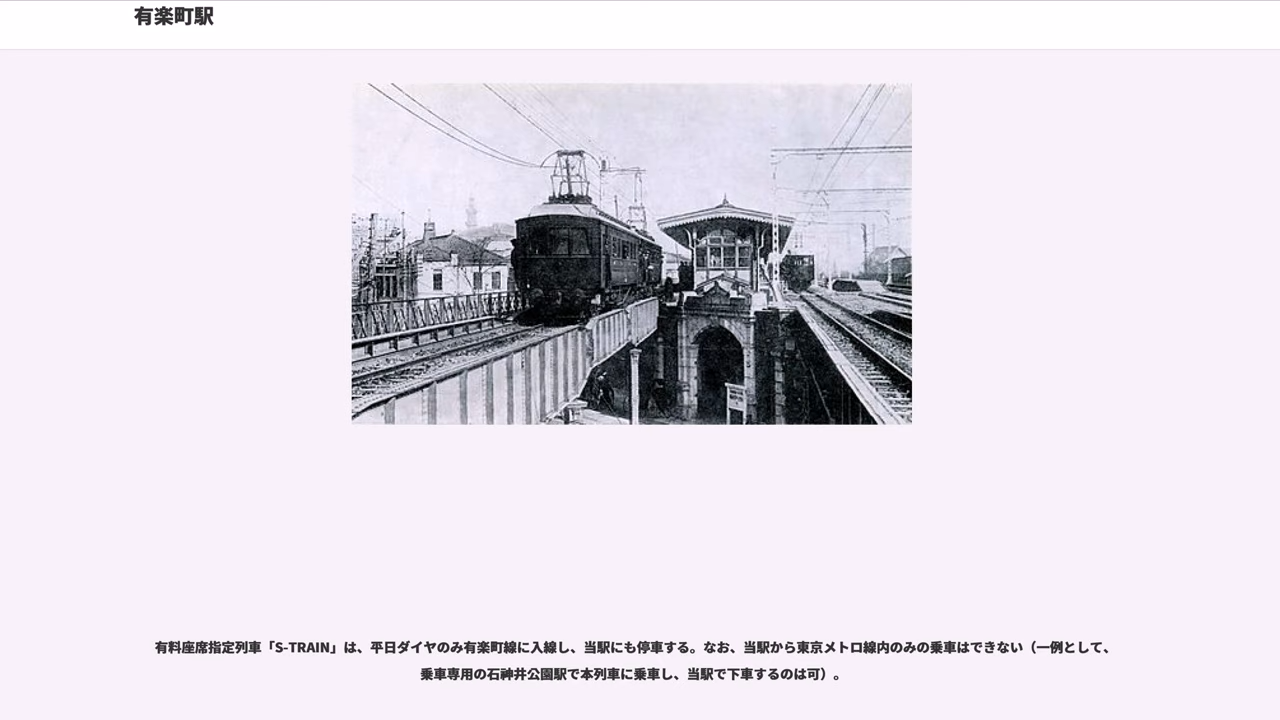 有楽町駅
有料座席指定列車「S-TRAIN」は、平日ダイヤのみ有楽町線に入線し、当駅にも停車する。なお、当駅から東京メトロ線内のみの乗車はできない（一例として、
乗車専用の石神井公園駅で本列車に乗車し、当駅で下車するのは可）。